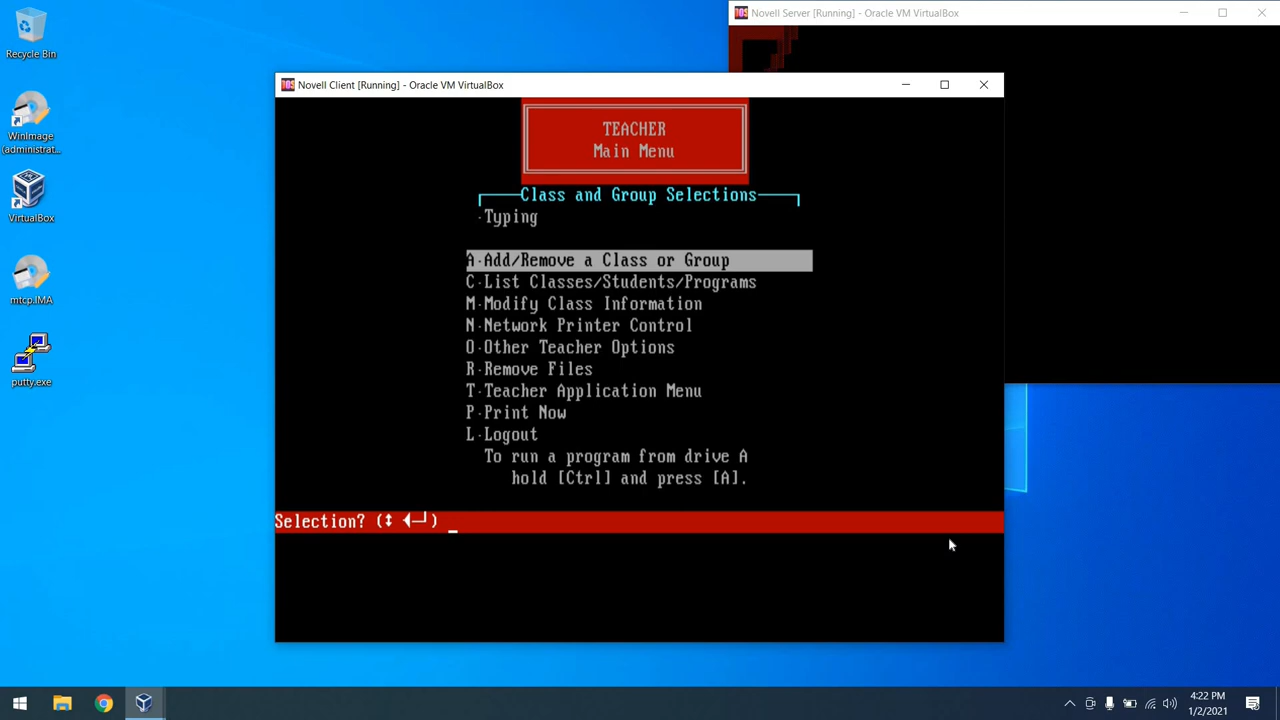 Recycle Bin
WinImage
(administrat...
VirtualBox
mtcp.IMA
putty.exe
Novell Server [Running] - Oracle VM VirtualBox
Novell Client [Running] - Oracle VM VirtualBox
TEACHER
Main Menu
Class and Group Selections
·Typing
A·Add/Remove a Class or Group
C·List Classes/Students/Programs
M·Modify Class Information
N·Network Printer Control
O·Other Teacher Options
R·Remove Files
T·Teacher Application Menu
P·Print Now
L·Logout
To run a program from drive A
hold [Ctrl] and press [A].
Selection? (↕ ◄─┘) _
4:22 PM
1/2/2021